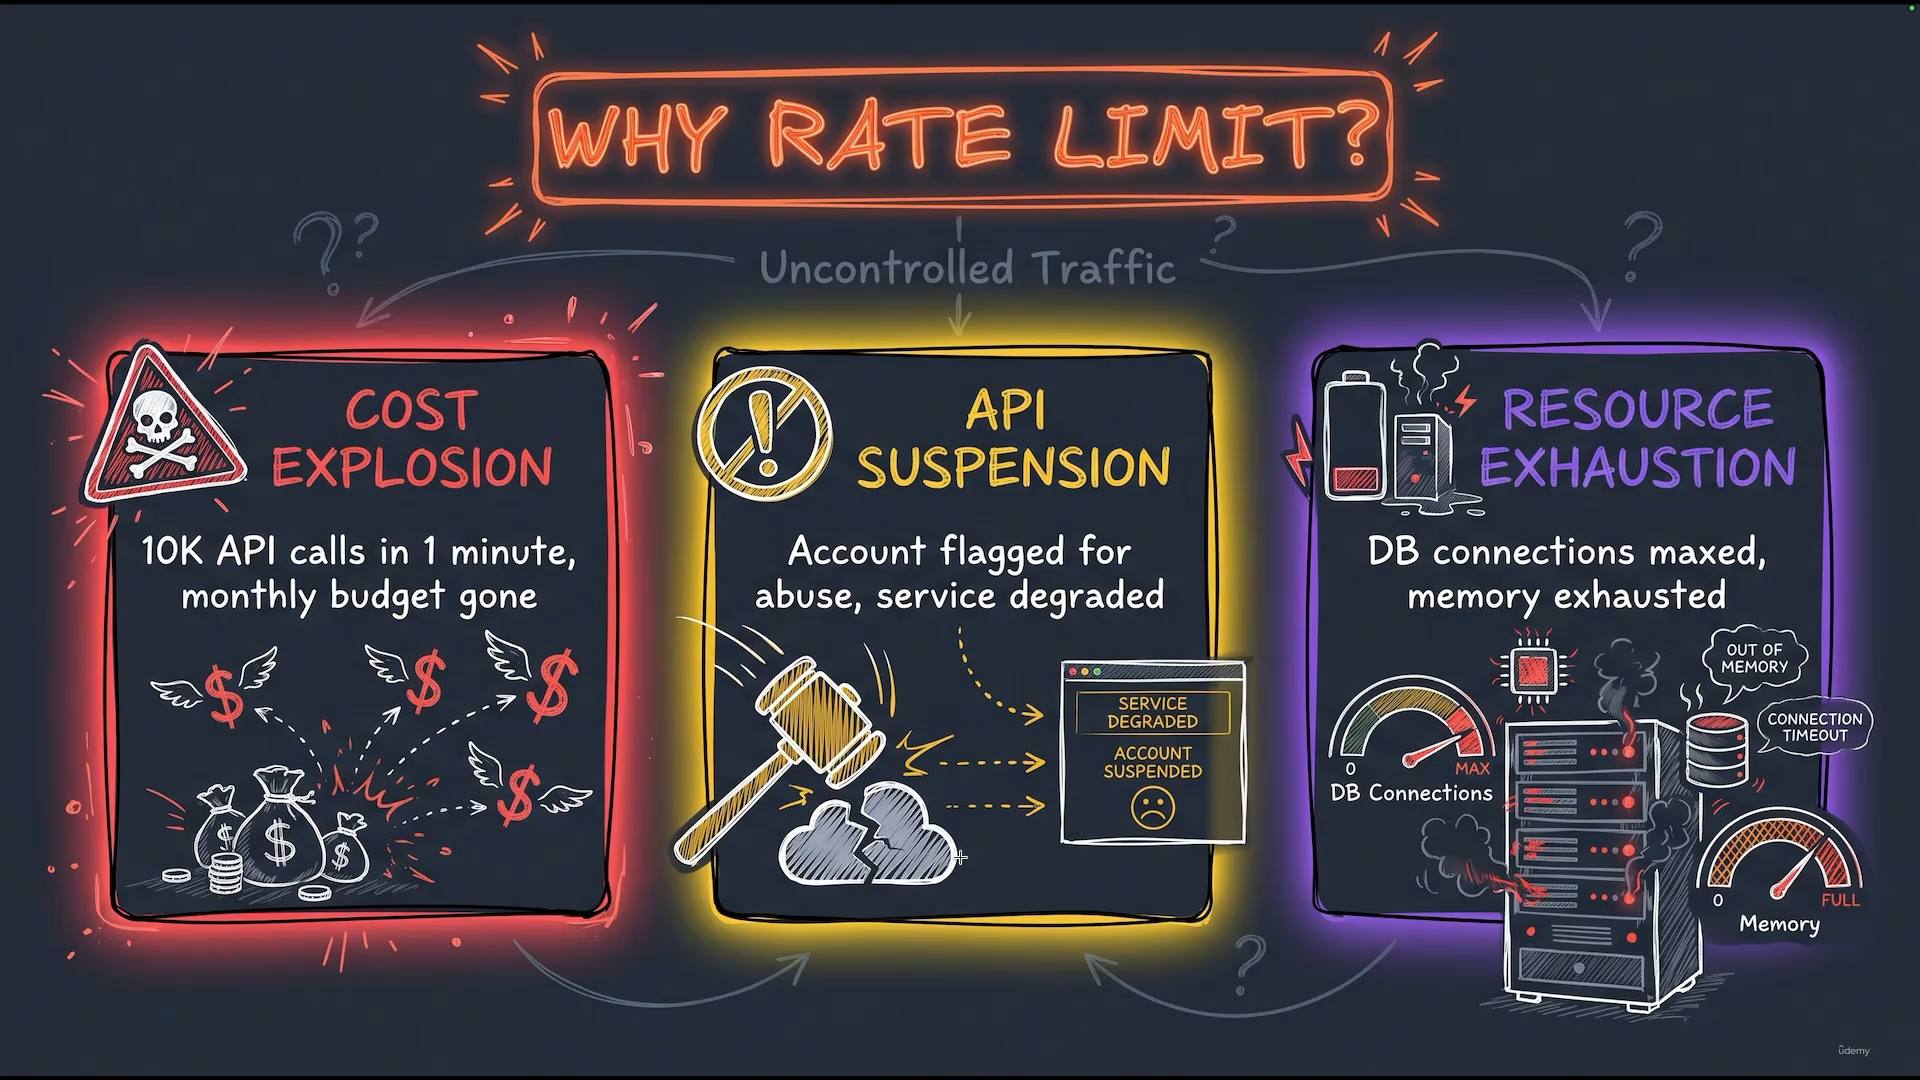 WHY RATE LIMIT?
Uncontrolled Traffic
COST
EXPLOSION
10K API calls in 1 minute,
monthly budget gone
API
SUSPENSION
Account flagged for
abuse, service degraded
SERVICE
DEGRADED
ACCOUNT
SUSPENDED
RESOURCE
EXHAUSTION
DB connections maxed,
memory exhausted
OUT OF
MEMORY
CONNECTION
TIMEOUT
0 MAX
DB Connections
0 FULL
Memory
udemy